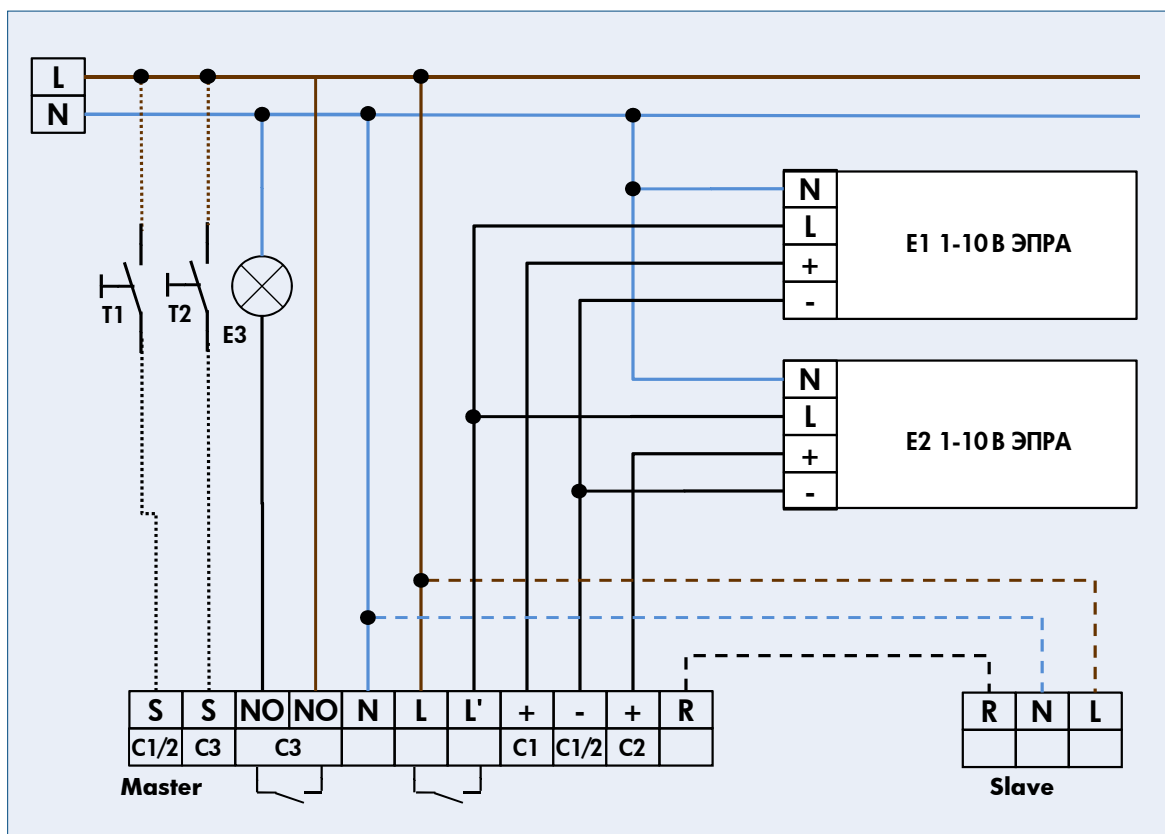 L
N
N
L
+
-
E1 1-10 В ЭПРА
T1
T2
E3
N
L
+
-
E2 1-10 В ЭПРА
S S NO NO N L L' + - + R
C1/2 C3 C3 C1 C1/2 C2
Master
R N L
Slave